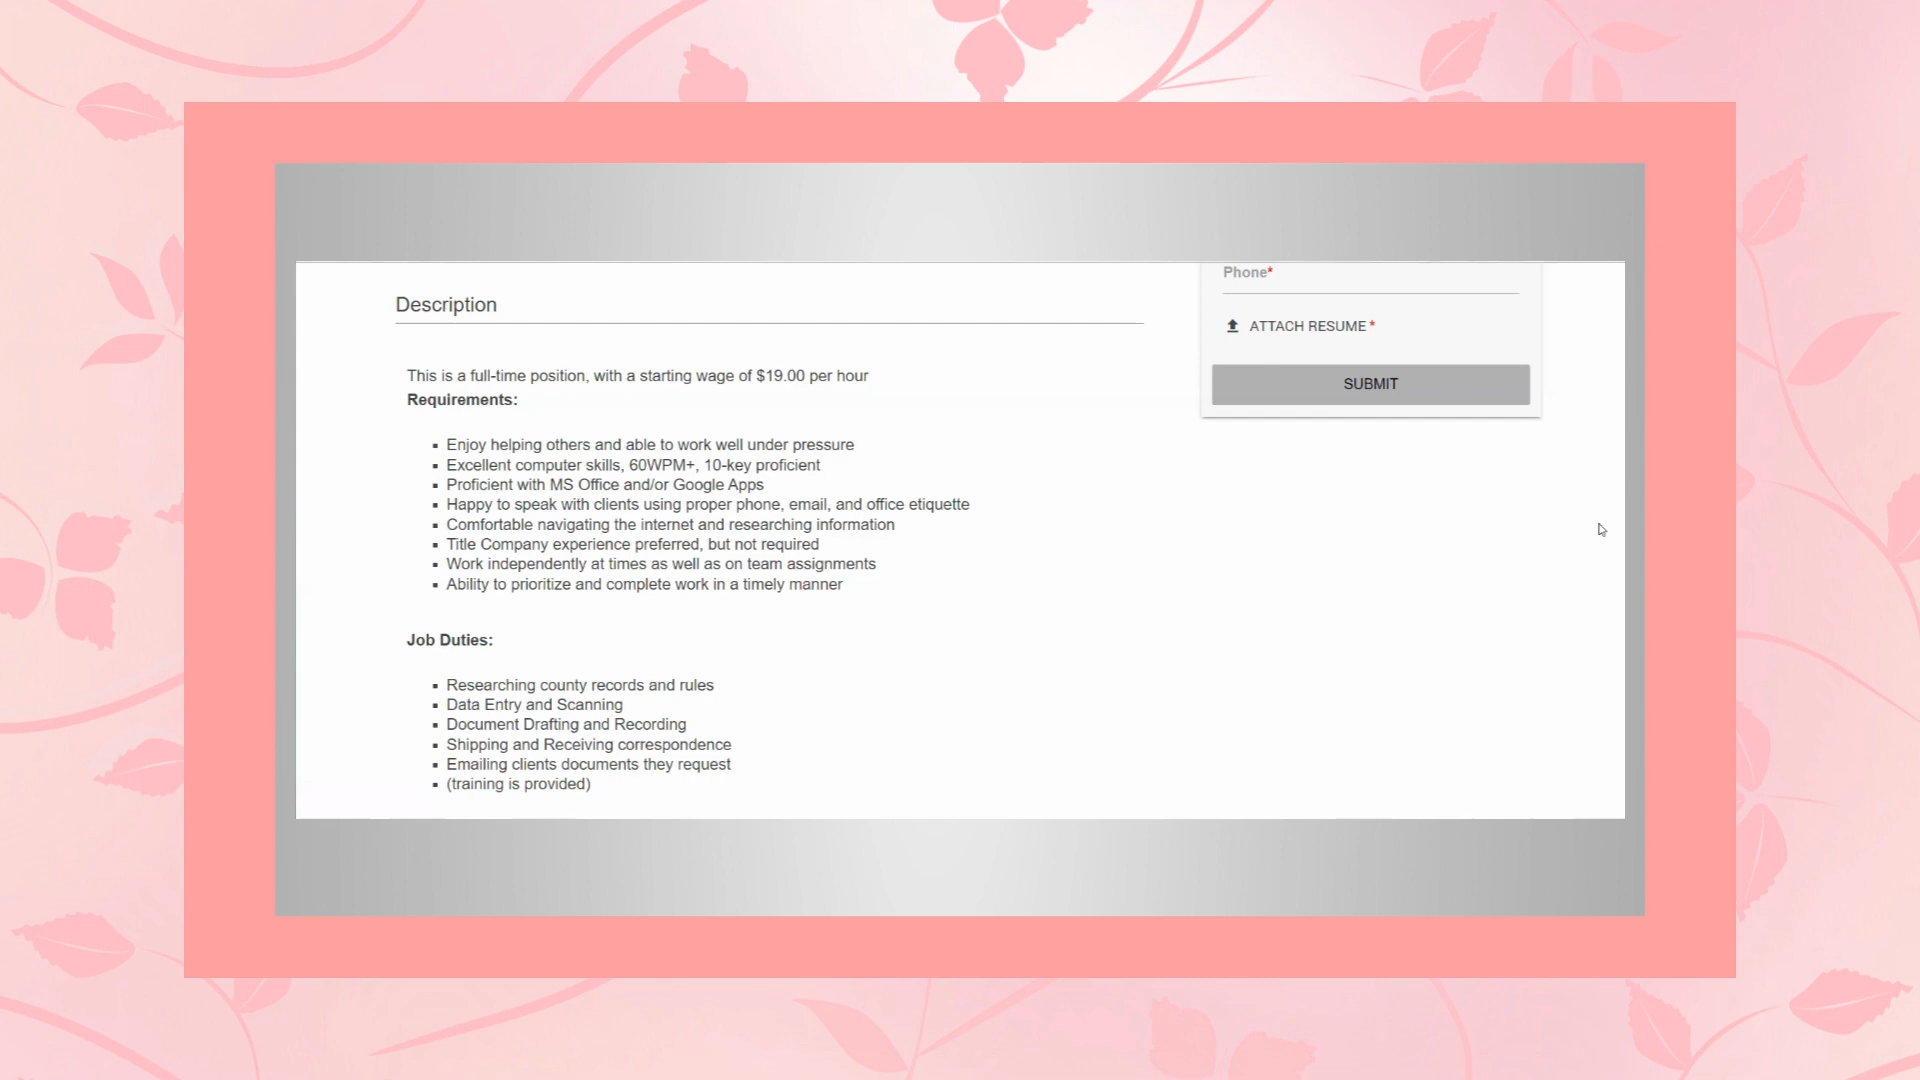 Description
This is a full-time position, with a starting wage of $19.00 per hour
Requirements:
Enjoy helping others and able to work well under pressure
Excellent computer skills, 60WPM+, 10-key proficient
Proficient with MS Office and/or Google Apps
Happy to speak with clients using proper phone, email, and office etiquette
Comfortable navigating the internet and researching information
Title Company experience preferred, but not required
Work independently at times as well as on team assignments
Ability to prioritize and complete work in a timely manner
Job Duties:
Researching county records and rules
Data Entry and Scanning
Document Drafting and Recording
Shipping and Receiving correspondence
Emailing clients documents they request
(training is provided)
Phone*
ATTACH RESUME *
SUBMIT